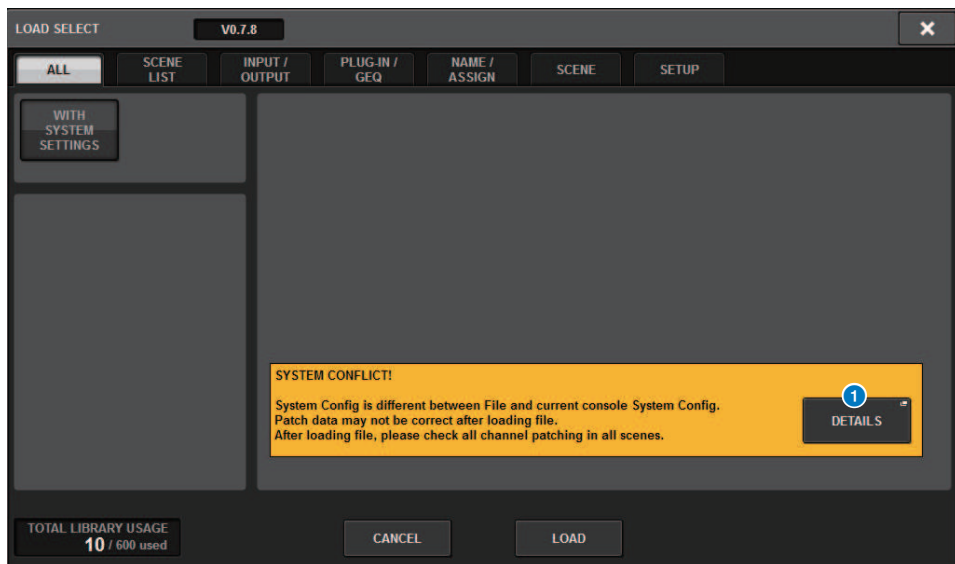 LOAD SELECT V0.7.8
ALL SCENE LIST INPUT / OUTPUT PLUG-IN / GEQ NAME / ASSIGN SCENE SETUP
WITH
SYSTEM
SETTINGS
SYSTEM CONFLICT!
System Config is different between File and current console System Config.
Patch data may not be correct after loading file.
After loading file, please check all channel patching in all scenes.
1
DETAILS
TOTAL LIBRARY USAGE
10 / 600 used
CANCEL LOAD